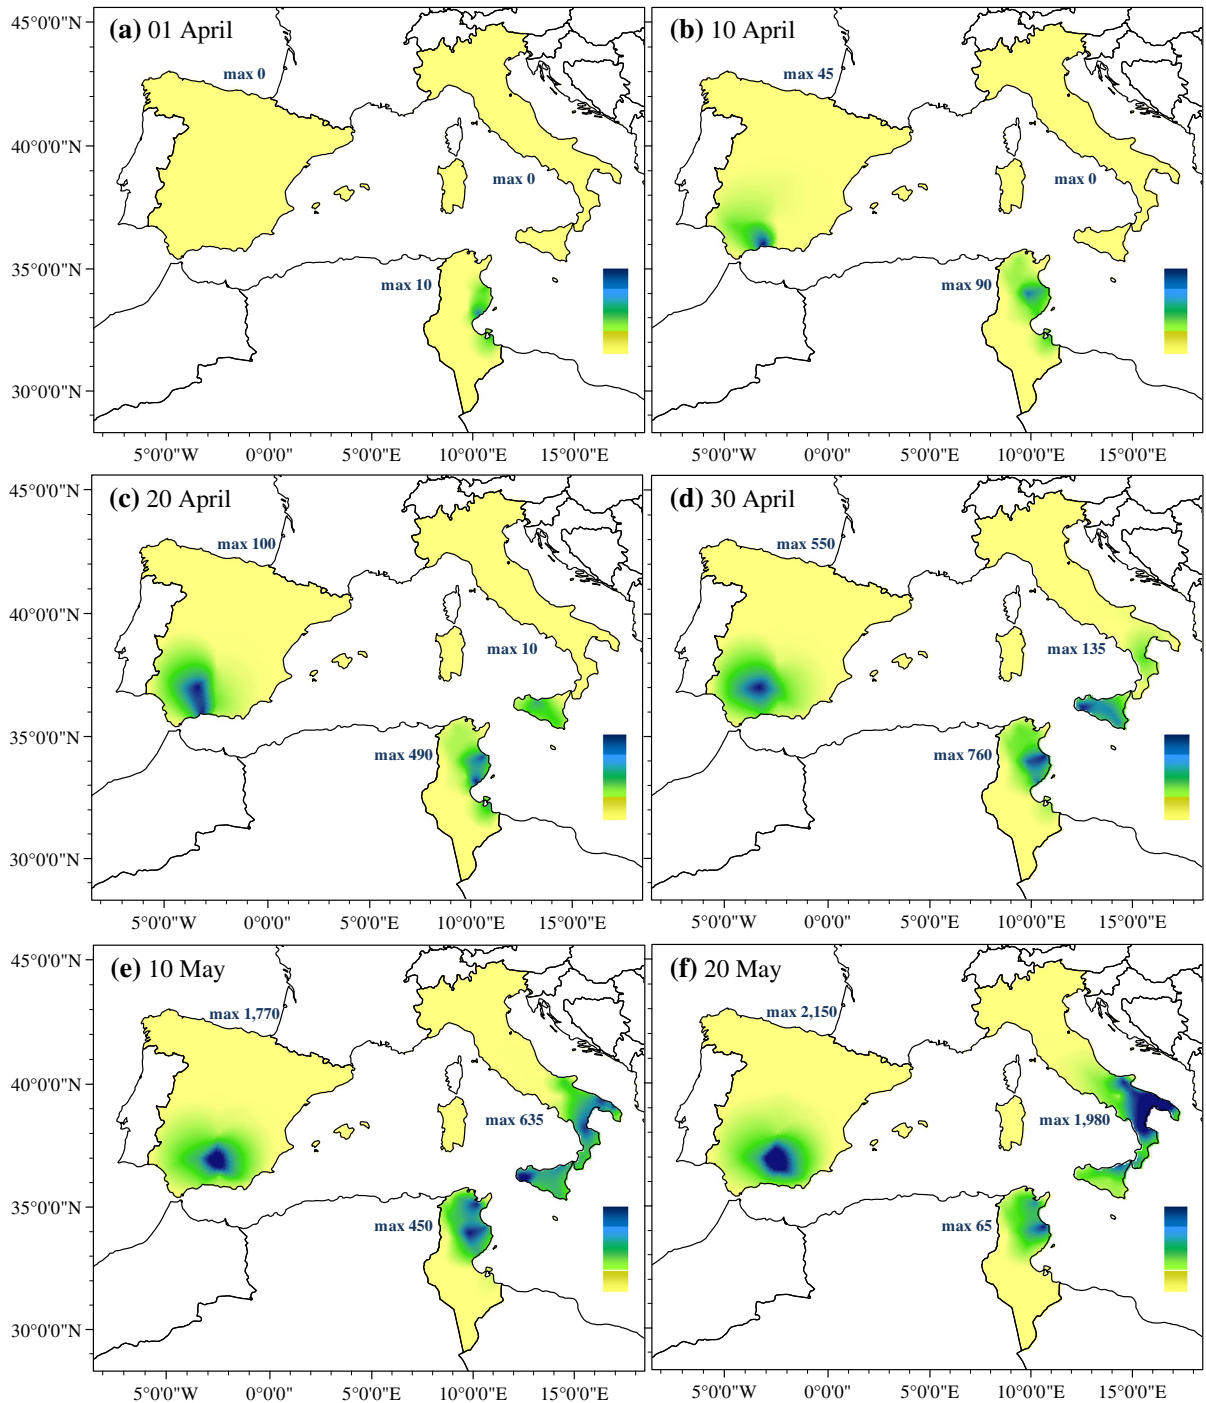 (a) 01 April
max 0
max 0
max 10
(b) 10 April
max 45
max 0
max 90
45°0'0"N
40°0'0"N
35°0'0"N
30°0'0"N
5°0'0"W 0°0'0" 5°0'0"E 10°0'0"E 15°0'0"E
5°0'0"W 0°0'0" 5°0'0"E 10°0'0"E 15°0'0"E
(c) 20 April
max 100
max 10
max 490
(d) 30 April
max 550
max 135
max 760
45°0'0"N
40°0'0"N
35°0'0"N
30°0'0"N
5°0'0"W 0°0'0" 5°0'0"E 10°0'0"E 15°0'0"E
5°0'0"W 0°0'0" 5°0'0"E 10°0'0"E 15°0'0"E
(e) 10 May
max 1,770
max 635
max 450
(f) 20 May
max 2,150
max 1,980
max 65
45°0'0"N
40°0'0"N
35°0'0"N
30°0'0"N
5°0'0"W 0°0'0" 5°0'0"E 10°0'0"E 15°0'0"E
5°0'0"W 0°0'0" 5°0'0"E 10°0'0"E 15°0'0"E